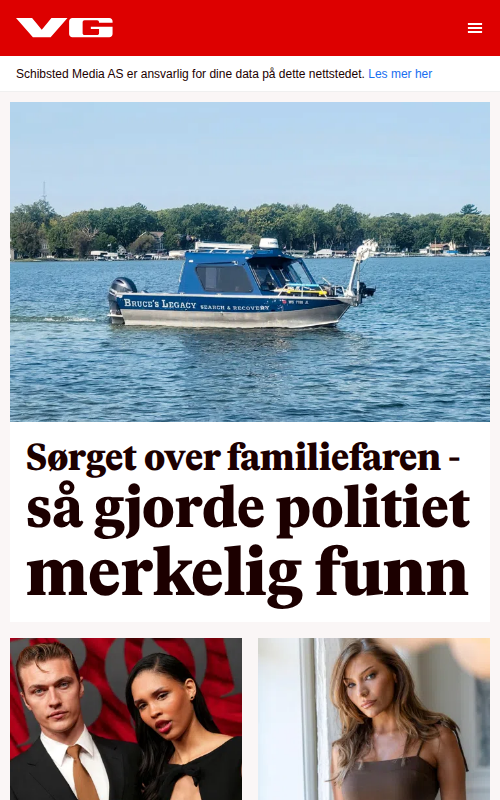 VG
Schibsted Media AS er ansvarlig for dine data på dette nettstedet. Les mer her
BRUCE'S LEGACY SEARCH & RECOVERY
Sørget over familiefaren -
så gjorde politiet
merkelig funn